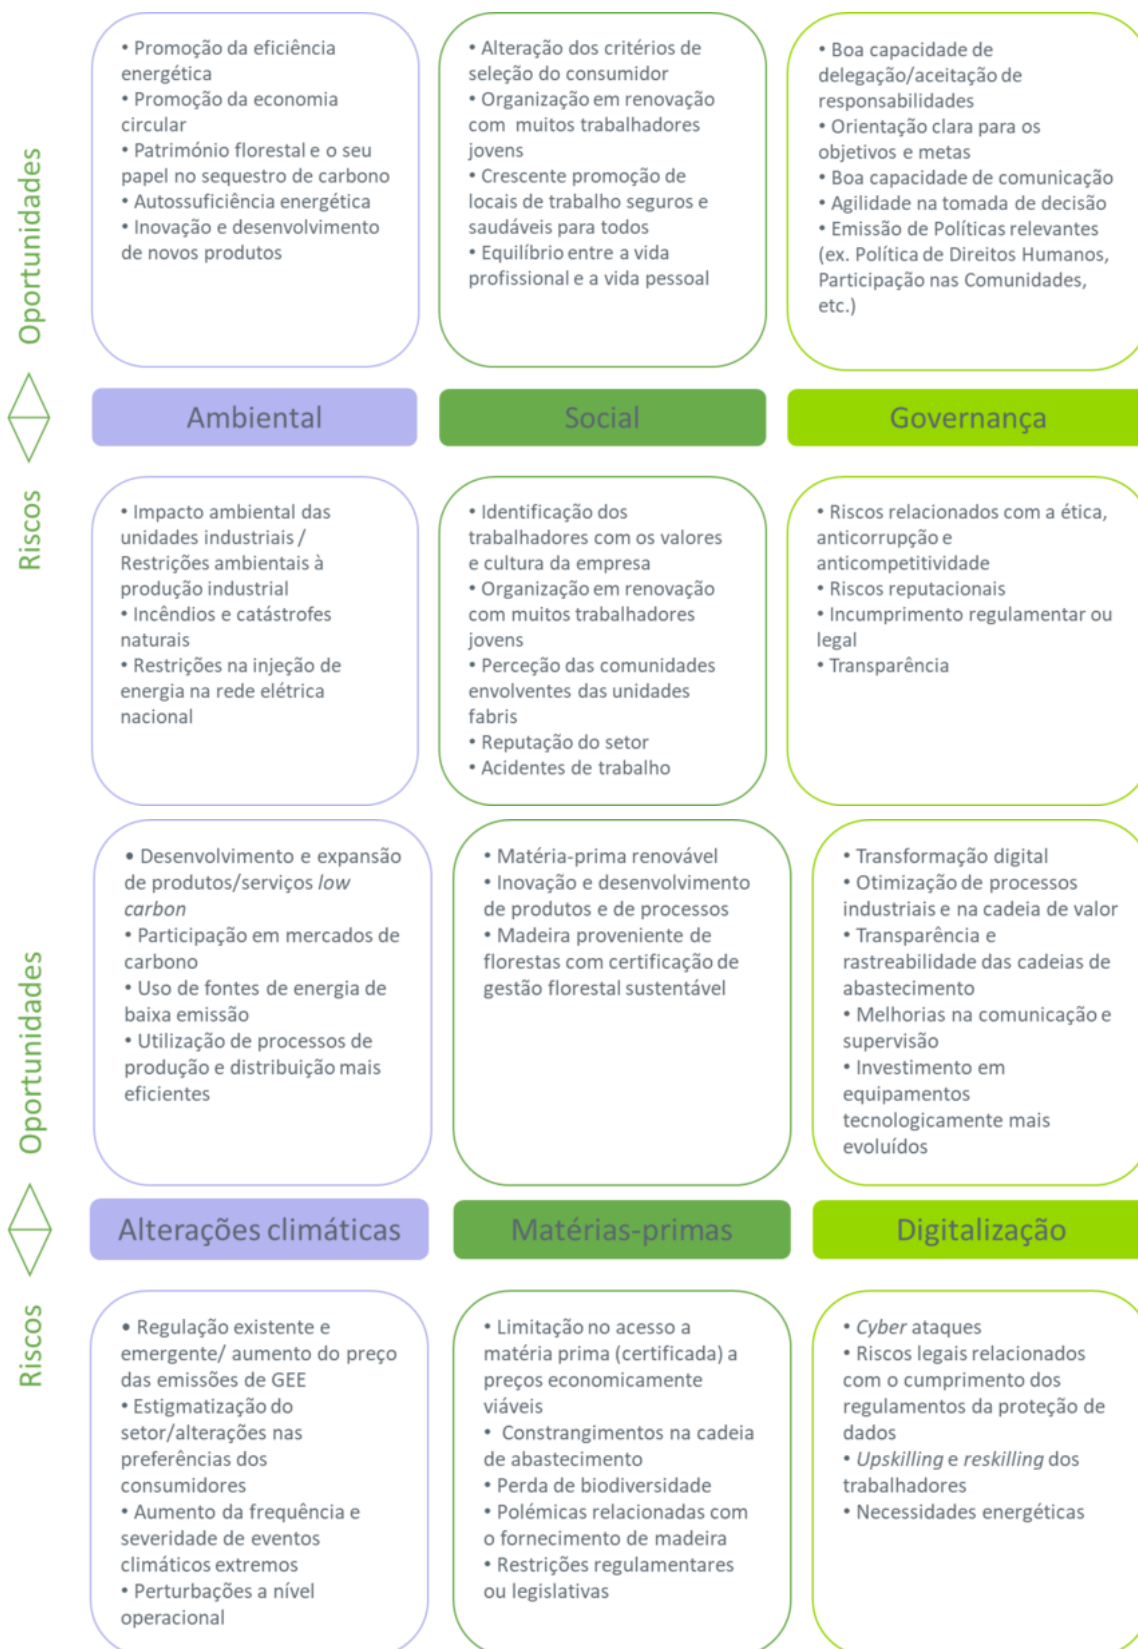 Oportunidades
• Promoção da eficiência
energética
• Promoção da economia
circular
• Património florestal e o seu
papel no sequestro de carbono
• Autossuficiência energética
• Inovação e desenvolvimento
de novos produtos
• Alteração dos critérios de
seleção do consumidor
• Organização em renovação
com muitos trabalhadores
jovens
• Crescente promoção de
locais de trabalho seguros e
saudáveis para todos
• Equilíbrio entre a vida
profissional e a vida pessoal
• Boa capacidade de
delegação/aceitação de
responsabilidades
• Orientação clara para os
objetivos e metas
• Boa capacidade de comunicação
• Agilidade na tomada de decisão
• Emissão de Políticas relevantes
(ex. Política de Direitos Humanos,
Participação nas Comunidades,
etc.)
Ambiental
Social
Governança
Riscos
• Impacto ambiental das
unidades industriais /
Restrições ambientais à
produção industrial
• Incêndios e catástrofes
naturais
• Restrições na injeção de
energia na rede elétrica
nacional
• Identificação dos
trabalhadores com os valores
e cultura da empresa
• Organização em renovação
com muitos trabalhadores
jovens
• Perceção das comunidades
envolventes das unidades
fabris
• Reputação do setor
• Acidentes de trabalho
• Riscos relacionados com a ética,
anticorrupção e
anticompetitividade
• Riscos reputacionais
• Incumprimento regulamentar ou
legal
• Transparência
Oportunidades
• Desenvolvimento e expansão
de produtos/serviços low
carbon
• Participação em mercados de
carbono
• Uso de fontes de energia de
baixa emissão
• Utilização de processos de
produção e distribuição mais
eficientes
• Matéria-prima renovável
• Inovação e desenvolvimento
de produtos e de processos
• Madeira proveniente de
florestas com certificação de
gestão florestal sustentável
• Transformação digital
• Otimização de processos
industriais e na cadeia de valor
• Transparência e
rastreabilidade das cadeias de
abastecimento
• Melhorias na comunicação e
supervisão
• Investimento em
equipamentos
tecnologicamente mais
evoluídos
Alterações climáticas
Matérias-primas
Digitalização
Riscos
• Regulação existente e
emergente/ aumento do preço
das emissões de GEE
• Estigmatização do
setor/alterações nas
preferências dos
consumidores
• Aumento da frequência e
severidade de eventos
climáticos extremos
• Perturbações a nível
operacional
• Limitação no acesso a
matéria prima (certificada) a
preços economicamente
viáveis
• Constrangimentos na cadeia
de abastecimento
• Perda de biodiversidade
• Polémicas relacionadas com
o fornecimento de madeira
• Restrições regulamentares
ou legislativas
• Cyber ataques
• Riscos legais relacionados
com o cumprimento dos
regulamentos da proteção de
dados
• Upskilling e reskilling dos
trabalhadores
• Necessidades energéticas